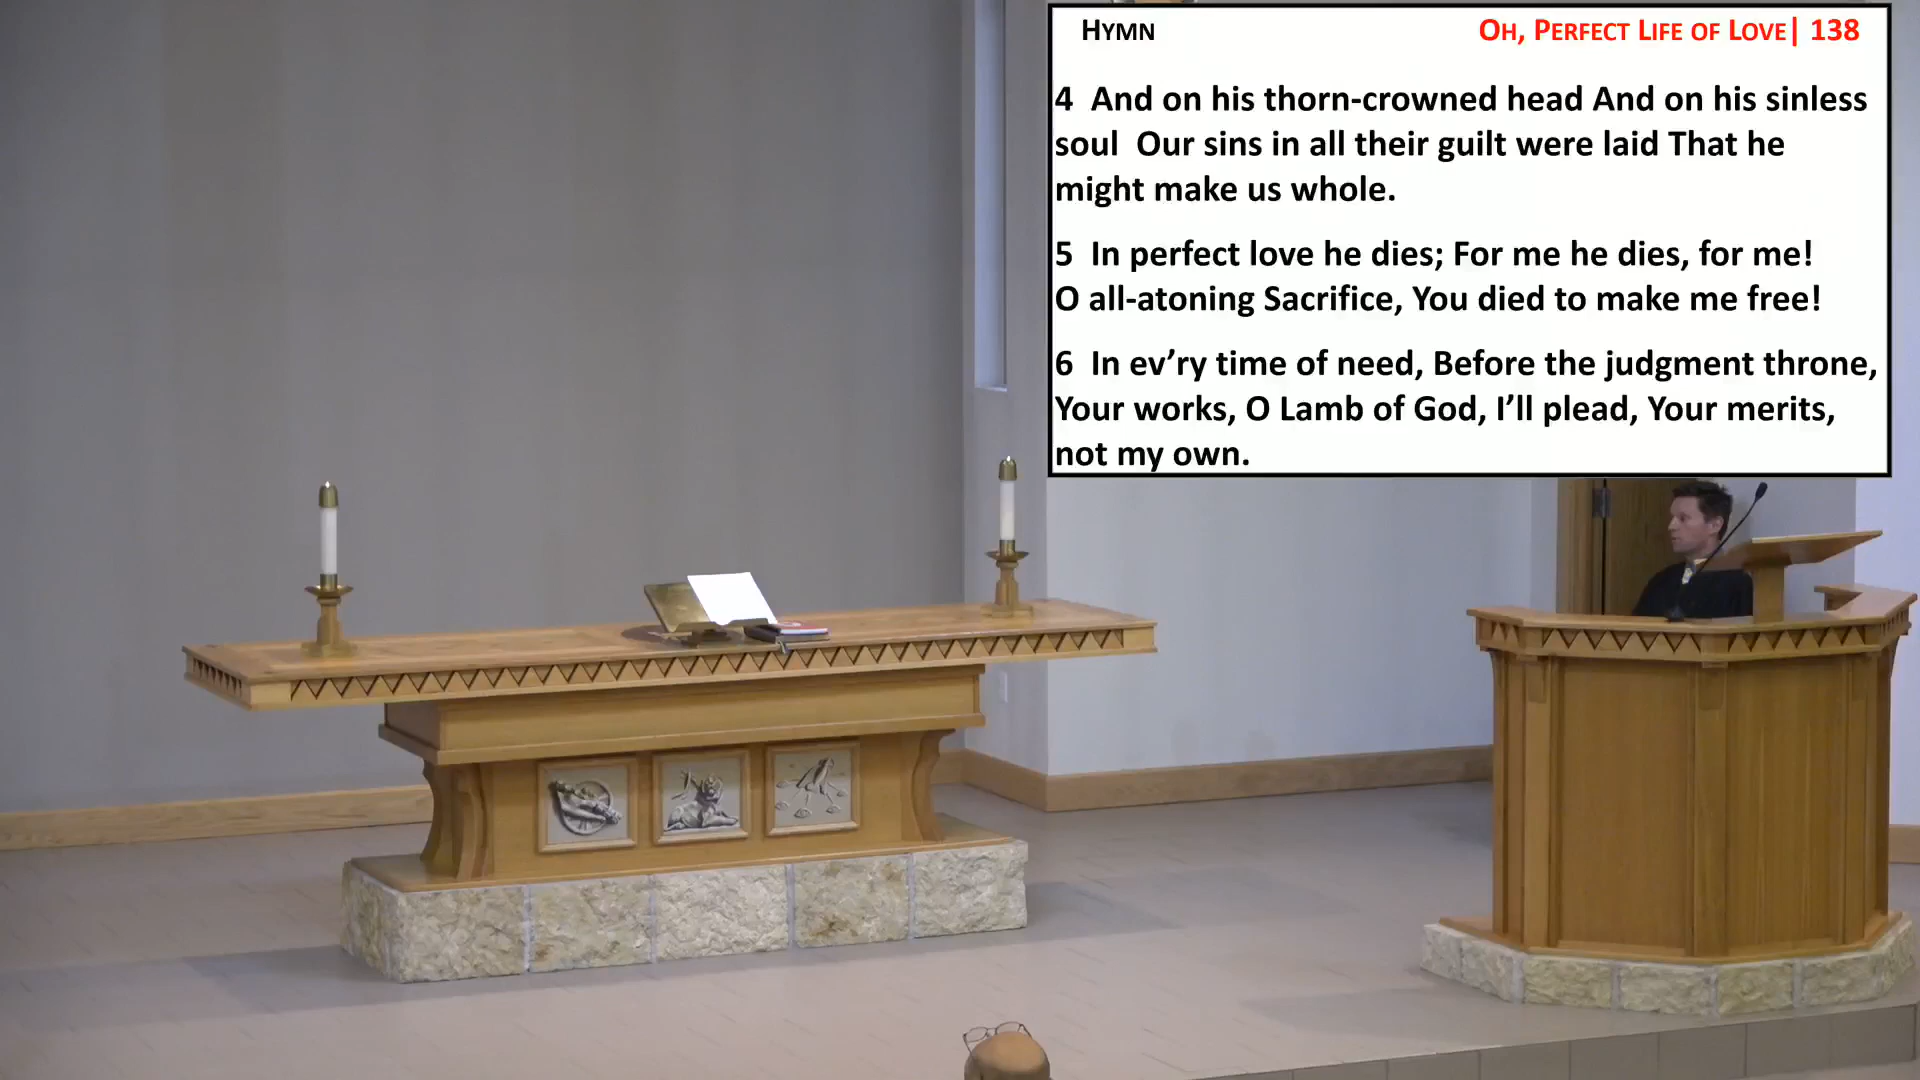 HYMN
OH, PERFECT LIFE OF LOVE| 138
4 And on his thorn-crowned head And on his sinless
soul Our sins in all their guilt were laid That he
might make us whole.
5 In perfect love he dies; For me he dies, for me!
O all-atoning Sacrifice, You died to make me free!
6 In ev’ry time of need, Before the judgment throne,
Your works, O Lamb of God, I’ll plead, Your merits,
not my own.